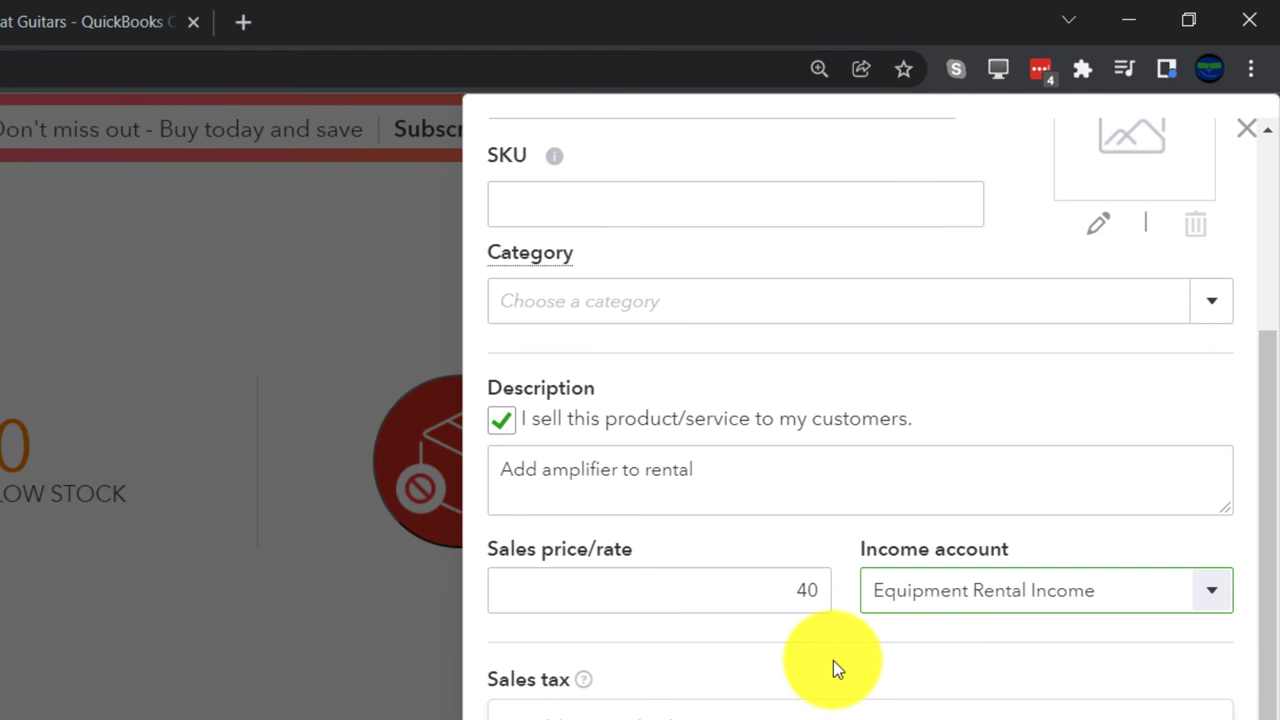 at Guitars - QuickBooks
4
Don't miss out - Buy today and save
Subscr
SKU
Category
Choose a category
Description
I sell this product/service to my customers.
Add amplifier to rental
Sales price/rate
Income account
40
Equipment Rental Income
0
LOW STOCK
Sales tax